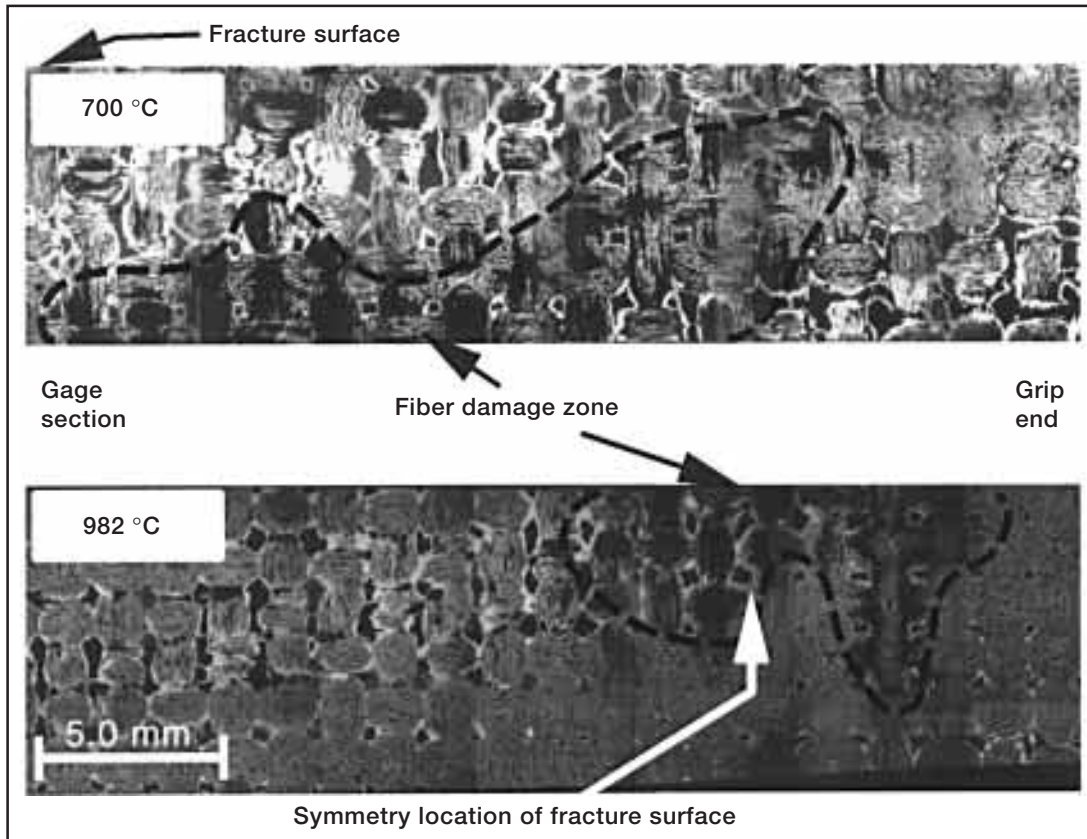 Fracture surface
700 °C
Gage
section
Fiber damage zone
Grip
end
982 °C
5.0 mm
Symmetry location of fracture surface